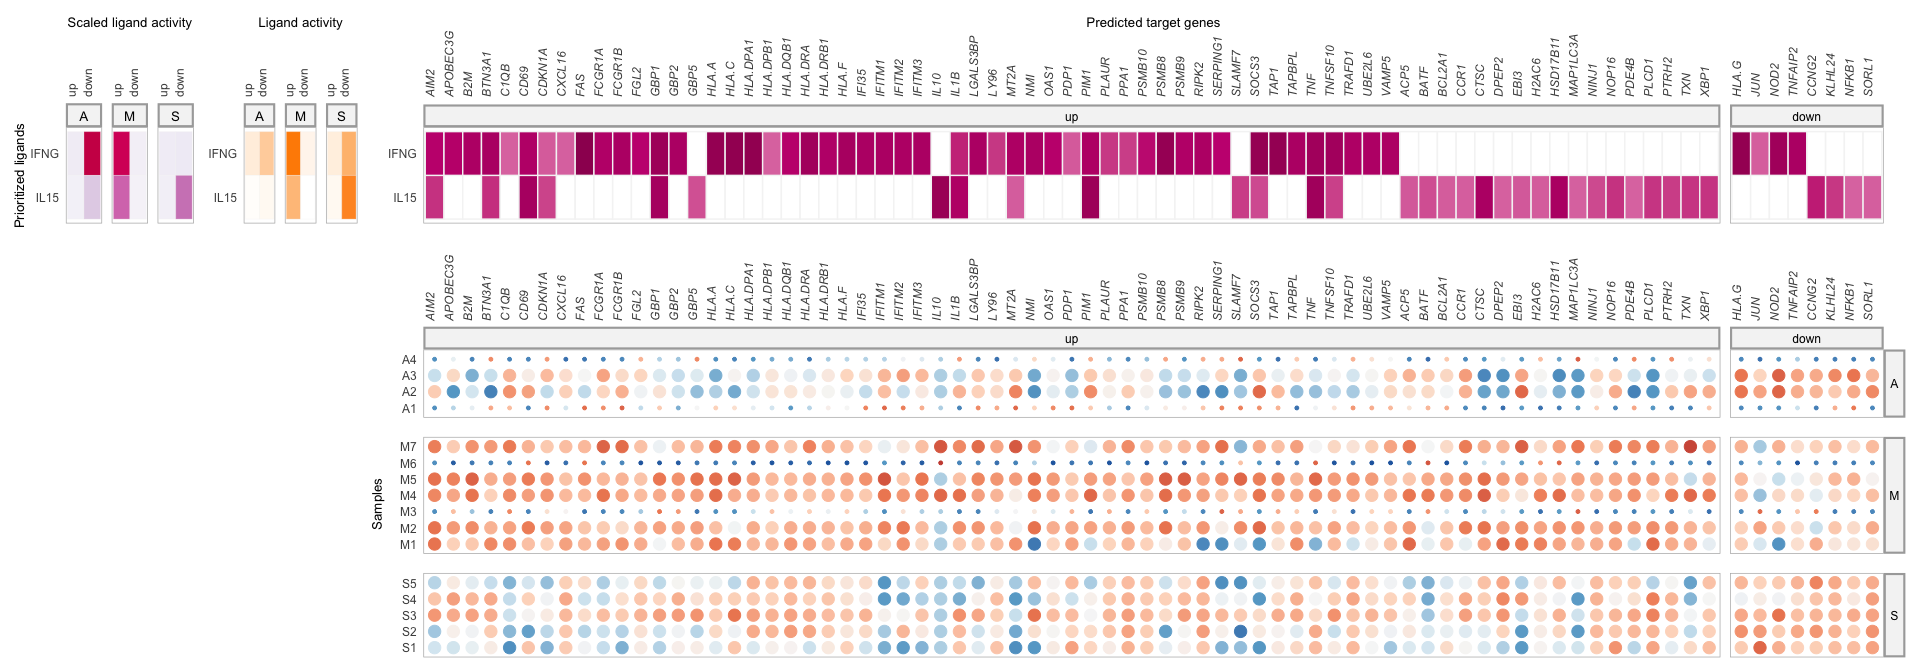 Scaled ligand activity
Ligand activity
Predicted target genes
up down up down up down
up down up down up down
AIM2 APOBEC3G B2M BTN3A1 C1QB CD69 CDKN1A CXCL16 FAS FCGR1A FCGR1B FGL2 GBP1 GBP2 GBP5 HLA.A HLA.C HLA.DPA1 HLA.DPB1 HLA.DQB1 HLA.DRA HLA.DRB1 HLA.F IFI35 IFITM1 IFITM2 IFITM3 IL10 IL1B LGALS3BP LY96 MT2A NMI OAS1 PDP1 PIM1 PLAUR PPA1 PSMB10 PSMB8 PSMB9 RIPK2 SERPING1 SLAMF7 SOCS3 TAP1 TAPBPL TNF TNFSF10 TRAFD1 UBE2L6 VAMP5 ACP5 BATF BCL2A1 CCR1 CTSC DPEP2 EBI3 H2AC6 HSD17B11 MAP1LC3A NINJ1 NOP16 PDE4B PLCD1 PTRH2 TXN XBP1
HLA.G JUN NOD2 TNFAIP2 CCNG2 KLHL24 NFKB1 SORL1
A M S
A M S
up
down
Prioritized ligands
IFNG
IL15
IFNG
IL15
IFNG
IL15
AIM2 APOBEC3G B2M BTN3A1 C1QB CD69 CDKN1A CXCL16 FAS FCGR1A FCGR1B FGL2 GBP1 GBP2 GBP5 HLA.A HLA.C HLA.DPA1 HLA.DPB1 HLA.DQB1 HLA.DRA HLA.DRB1 HLA.F IFI35 IFITM1 IFITM2 IFITM3 IL10 IL1B LGALS3BP LY96 MT2A NMI OAS1 PDP1 PIM1 PLAUR PPA1 PSMB10 PSMB8 PSMB9 RIPK2 SERPING1 SLAMF7 SOCS3 TAP1 TAPBPL TNF TNFSF10 TRAFD1 UBE2L6 VAMP5 ACP5 BATF BCL2A1 CCR1 CTSC DPEP2 EBI3 H2AC6 HSD17B11 MAP1LC3A NINJ1 NOP16 PDE4B PLCD1 PTRH2 TXN XBP1
HLA.G JUN NOD2 TNFAIP2 CCNG2 KLHL24 NFKB1 SORL1
up
down
Samples
A4
A3
A2
A1
A
M7
M6
M5
M4
M3
M2
M1
M
S5
S4
S3
S2
S1
S